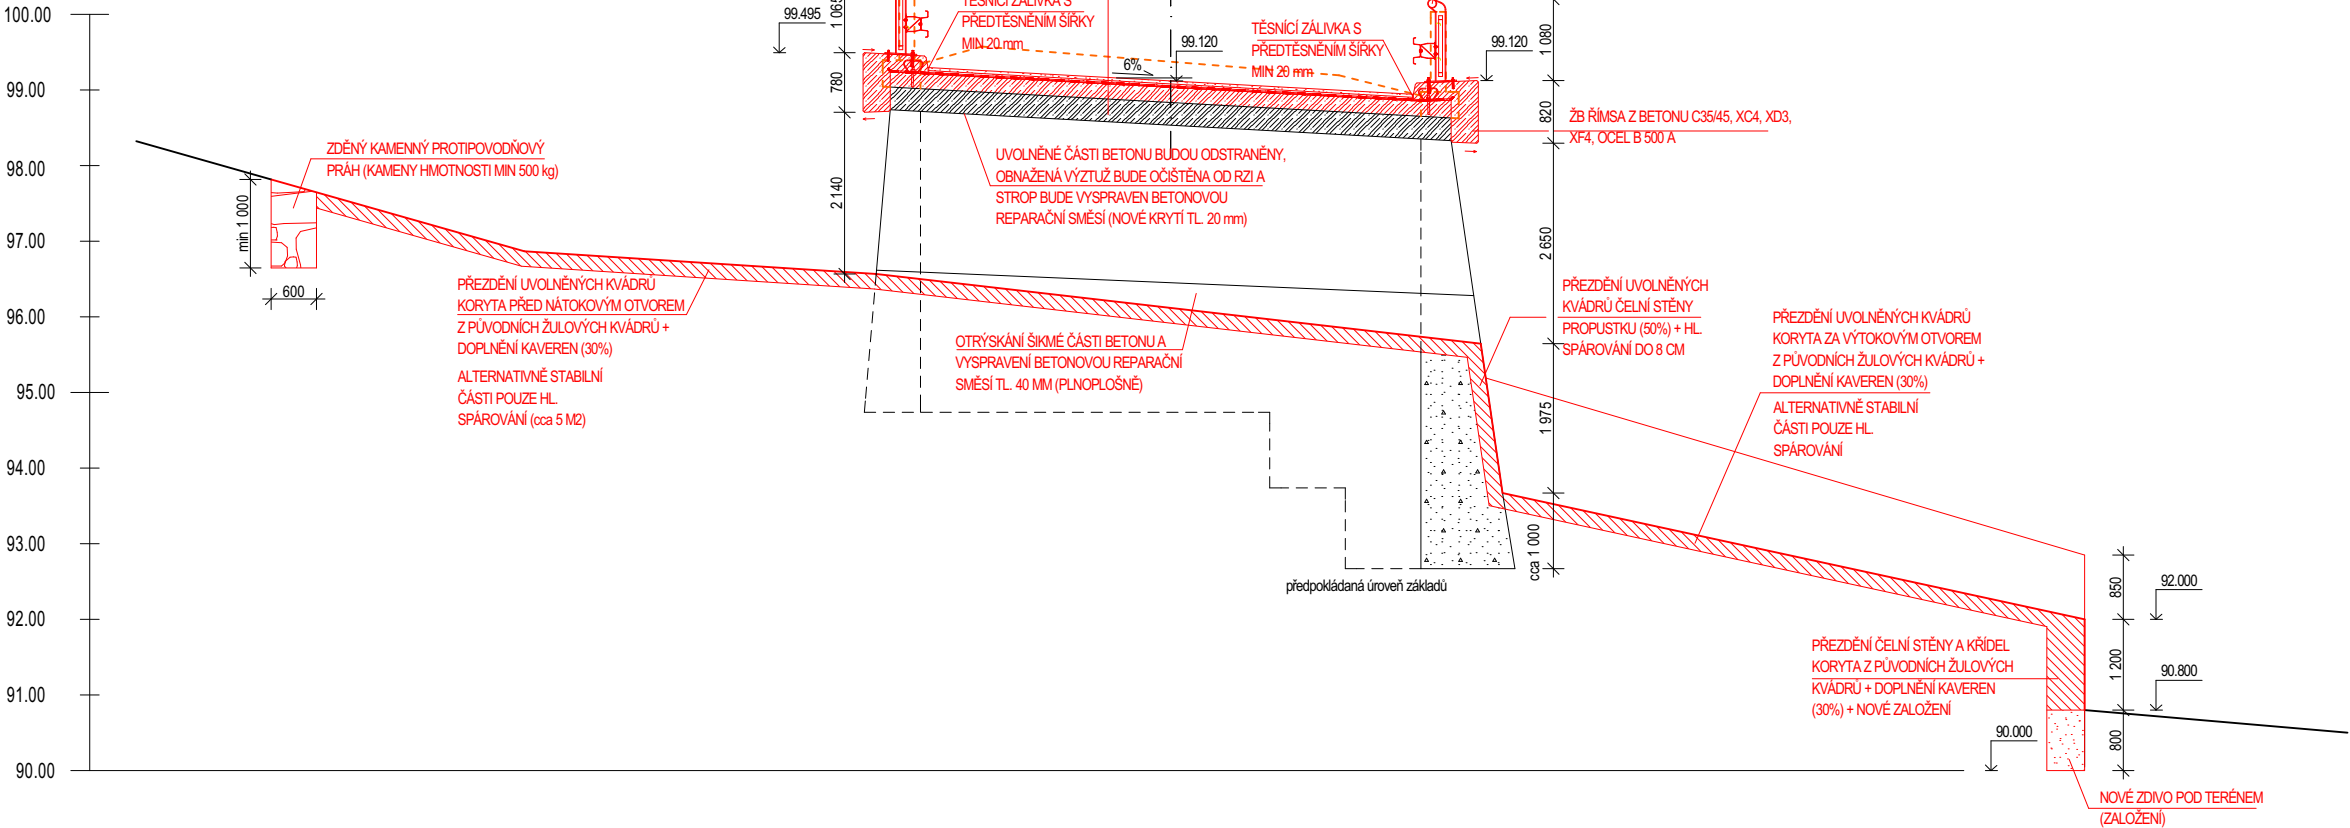 100.00
99.00
98.00
97.00
96.00
95.00
94.00
93.00
92.00
91.00
90.00
ZDĚNÝ KAMENNÝ PROTIPOVODŇOVÝ
PRÁH (KAMENY HMOTNOSTI MIN 500 kg)
min 1 000
600
PŘEZDĚNÍ UVOLNĚNÝCH KVÁDRŮ
KORYTA PŘED NÁTOKOVÝM OTVOREM
Z PŮVODNÍCH ŽULOVÝCH KVÁDRŮ +
DOPLNĚNÍ KAVEREN (30%)
ALTERNATIVNĚ STABILNÍ
ČÁSTI POUZE HL.
SPÁROVÁNÍ (cca 5 M2)
99.495
1 065
780
2 140
TĚSNÍCÍ ZÁLIVKA S
PŘEDTĚSNĚNÍM ŠÍŘKY
MIN 20 mm
6%
99.120
TĚSNÍCÍ ZÁLIVKA S
PŘEDTĚSNĚNÍM ŠÍŘKY
MIN 20 mm
99.120
1 080
820
2 650
1 975
cca 1 000
ŽB ŘÍMSA Z BETONU C35/45, XC4, XD3,
XF4, OCEL B 500 A
UVOLNĚNÉ ČÁSTI BETONU BUDOU ODSTRANĚNY,
OBNAŽENÁ VÝZTUŽ BUDE OČIŠTĚNA OD RZI A
STROP BUDE VYSPRAVEN BETONOVOU
REPARAČNÍ SMĚSÍ (NOVÉ KRYTÍ TL. 20 mm)
OTRÝSKÁNÍ ŠIKMÉ ČÁSTI BETONU A
VYSPRAVENÍ BETONOVOU REPARAČNÍ
SMĚSÍ TL. 40 MM (PLNOPLOŠNĚ)
PŘEZDĚNÍ UVOLNĚNÝCH
KVÁDRŮ ČELNÍ STĚNY
PROPUSTKU (50%) + HL.
SPÁROVÁNÍ DO 8 CM
PŘEZDĚNÍ UVOLNĚNÝCH KVÁDRŮ
KORYTA ZA VÝTOKOVÝM OTVOREM
Z PŮVODNÍCH ŽULOVÝCH KVÁDRŮ +
DOPLNĚNÍ KAVEREN (30%)
ALTERNATIVNĚ STABILNÍ
ČÁSTI POUZE HL.
SPÁROVÁNÍ
předpokládaná úroveň základů
850
1 200
800
92.000
90.800
90.000
PŘEZDĚNÍ ČELNÍ STĚNY A KŘÍDEL
KORYTA Z PŮVODNÍCH ŽULOVÝCH
KVÁDRŮ + DOPLNĚNÍ KAVEREN
(30%) + NOVÉ ZALOŽENÍ
NOVÉ ZDIVO POD TERÉNEM
(ZALOŽENÍ)